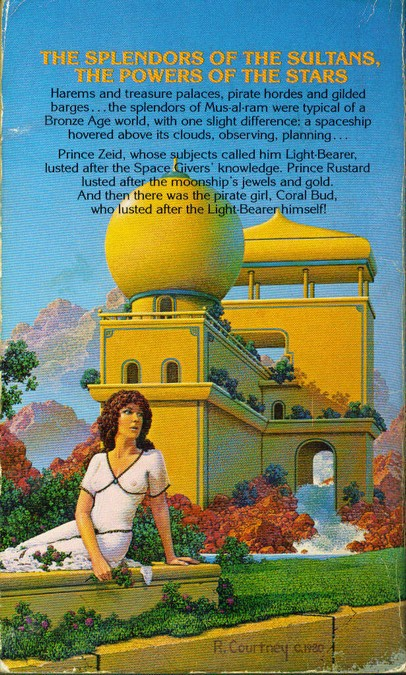 THE SPLENDORS OF THE SULTANS,
THE POWERS OF THE STARS
Harems and treasure palaces, pirate hordes and gilded
barges...the splendors of Mus-al-ram were typical of a
Bronze Age world, with one slight difference: a spaceship
hovered above its clouds, observing, planning...
Prince Zeid, whose subjects called him Light-Bearer,
lusted after the Space Givers' knowledge. Prince Rustard
lusted after the moonship's jewels and gold.
And then there was the pirate girl, Coral Bud,
who lusted after the Light-Bearer himself!
R. Courtney ©.1980